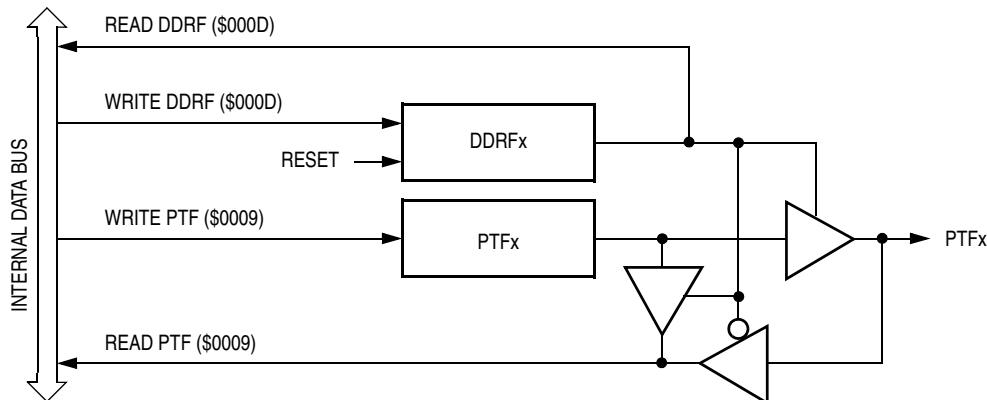 READ DDRF ($000D)
WRITE DDRF ($000D)
DDRFx
RESET
WRITE PTF ($0009)
PTFx
PTFx
READ PTF ($0009)
INTERNAL DATA BUS